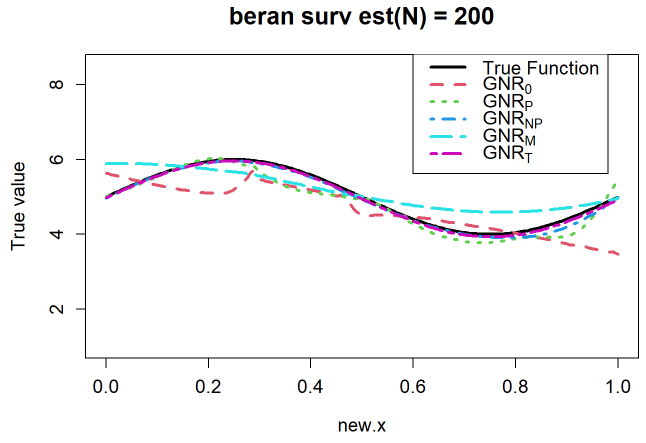 beran surv est(N) = 200
True value
8
6
4
2
True Function
GNR0
GNRP
GNRNP
GNRM
GNRT
0.0 0.2 0.4 0.6 0.8 1.0
new.x